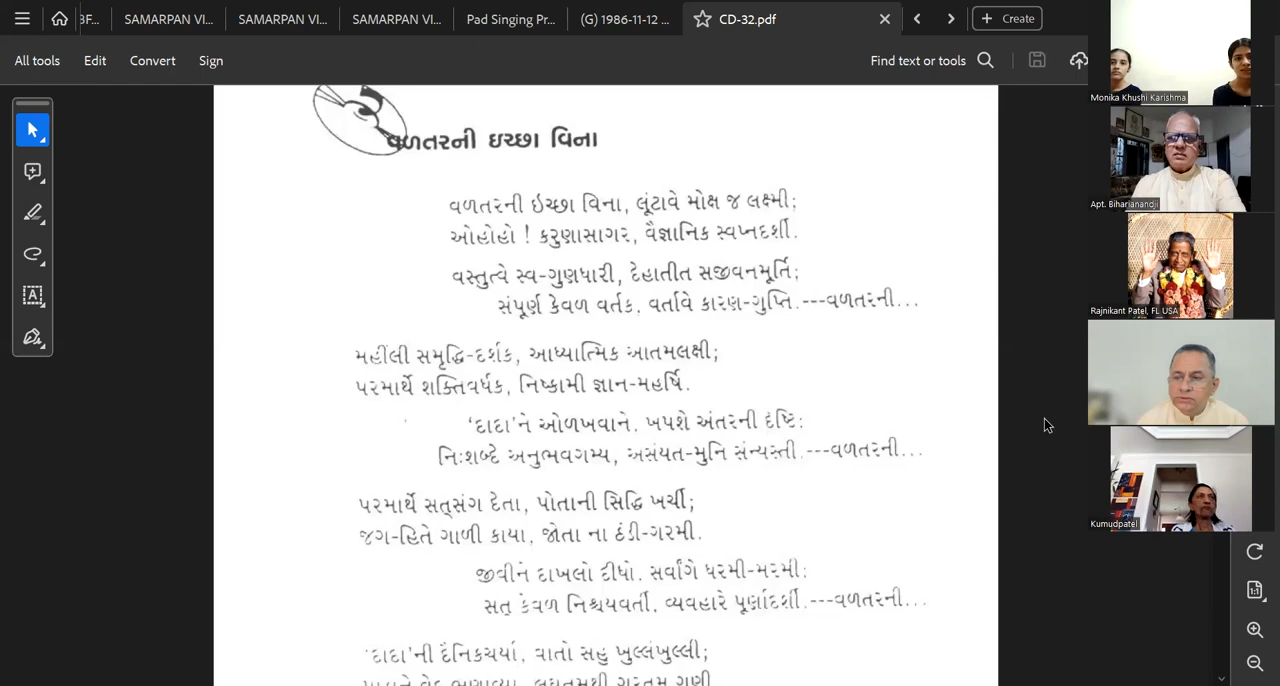 BF...
SAMARPAN VI...
SAMARPAN VI...
SAMARPAN VI...
Pad Singing Pr...
(G) 1986-11-12 ...
CD-32.pdf
Create
All tools
Edit
Convert
Sign
Find text or tools
વળતરની ઇચ્છા વિના
વળતરની ઇચ્છા વિના, લૂંટાવે મોક્ષ જ લક્ષ્મી;
ઓહોહો ! કરુણાસાગર, વૈજ્ઞાનિક સ્વપ્નદર્શી.
વસ્તુત્વે સ્વ-ગુણધારી, દેહાતીત સજીવનમૂર્તિ;
સંપૂર્ણ કેવળ વર્તક, વર્તાવે કારણ-ગુપ્તિ.---વળતરની...
મહીંલી સમૃદ્ધિ-દર્શક, આધ્યાત્મિક આતમલક્ષી;
પરમાર્થે શક્તિવર્ધક, નિષ્કામી જ્ઞાન-મહર્ષિ.
'દાદા'ને ઓળખવાને, ખપશે અંતરની દૃષ્ટિ;
નિઃશબ્દે અનુભવગમ્ય, અસંયત-મુનિ સંન્યસ્તી.---વળતરની...
પરમાર્થે સત્સંગ દેતા, પોતાની સિદ્ધિ ખર્ચી;
જગ-હિતે ગાળી કાયા, જોતા ના ઠંડી-ગરમી.
જીવીને દાખલો દીધો, સર્વાંગે ધરમી-મરમી;
સત્ કેવળ નિશ્ચયવર્તી, વ્યવહારે પૂર્ણાદર્શી.---વળતરની...
'દાદા'ની દૈનિકચર્યા, વાતો સહુ ખુલ્લંખુલ્લી;
Monika Khushi Karishma
Apt. Biharianandji
Rajnikant Patel, FL USA
Kumudpatel
1:1